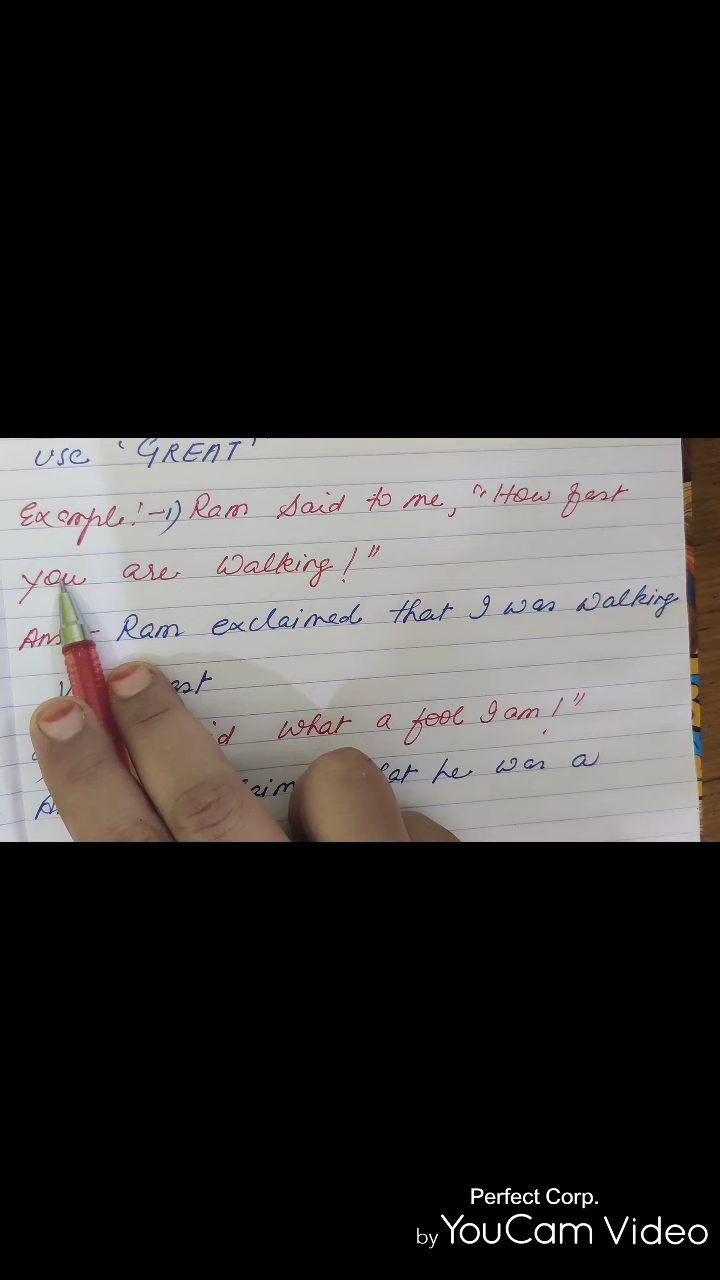 use 'GREAT'
Example:-1) Ram said to me, "How fast
you are walking!"
Ans - Ram exclaimed that I was walking
what a fool I am!"
he was a
Perfect Corp.
by YouCam Video